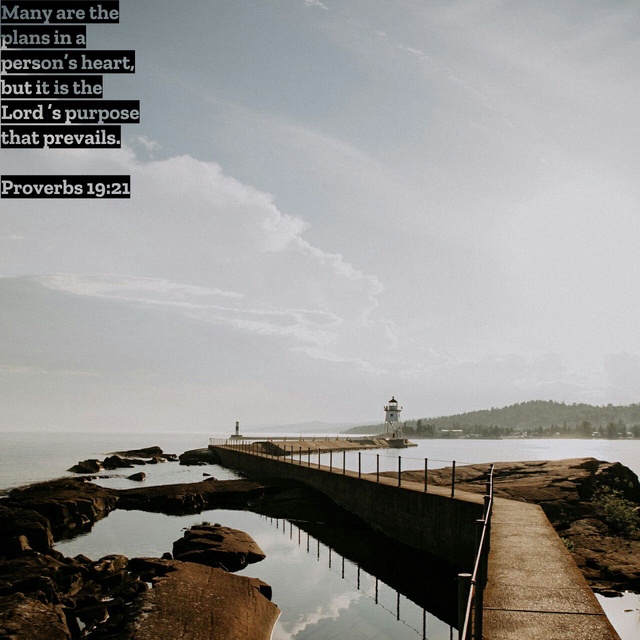 Many are the
plans in a
person's heart,
but it is the
Lord 's purpose
that prevails.
Proverbs 19:21